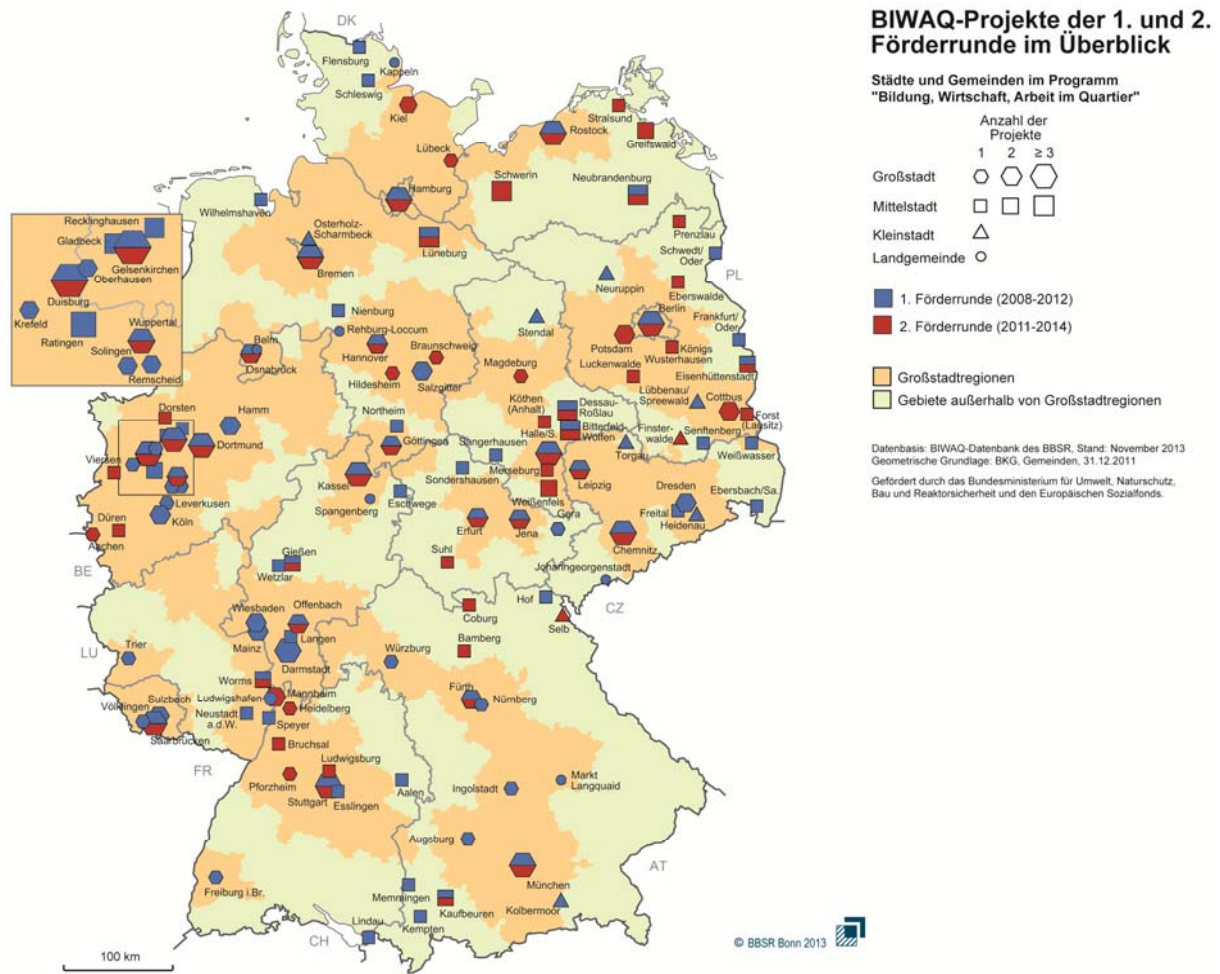 BIWAQ-Projekte der 1. und 2.
Förderrunde im Überblick
Städte und Gemeinden im Programm
"Bildung, Wirtschaft, Arbeit im Quartier"
Anzahl der
Projekte
1 2 ≥ 3
Großstadt
Mittelstadt
Kleinstadt
Landgemeinde
1. Förderrunde (2008-2012)
2. Förderrunde (2011-2014)
Großstadtregionen
Gebiete außerhalb von Großstadtregionen
Datenbasis: BIWAQ-Datenbank des BBSR, Stand: November 2013
Geometrische Grundlage: BKG, Gemeinden, 31.12.2011
Gefördert durch das Bundesministerium für Umwelt, Naturschutz,
Bau und Reaktorsicherheit und den Europäischen Sozialfonds.
DK
Flensburg
Kappeln
Schleswig
Kiel
Stralsund
Rostock
Greifswald
Lübeck
Schwerin
Neubrandenburg
Hamburg
Wilhelmshaven
Osterholz-
Scharmbeck
Lüneburg
Prenzlau
Bremen
Schwedt/
Oder
PL
Recklinghausen
Gladbeck
Gelsenkirchen
Oberhausen
Duisburg
Krefeld
Wuppertal
Ratingen
Solingen
Remscheid
Neuruppin
Eberswalde
Nienburg
Stendal
Berlin
Frankfurt/
Oder
Rehburg-Loccum
Belm
Osnabrück
Hannover
Braunschweig
Magdeburg
Potsdam
Königs
Wusterhausen
Luckenwalde
Eisenhüttenstadt
Hildesheim
Salzgitter
Lübbenau/
Spreewald
Köthen
(Anhalt)
Dessau-
Roßlau
Cottbus
Dorsten
Hamm
Northeim
Halle/S.
Bitterfeld-
Wolfen
Finster-
walde
Senftenberg
Forst
(Lausitz)
Dortmund
Göttingen
Sangerhausen
Torgau
Weißwasser
Viersen
Kassel
Sondershausen
Merseburg
Leipzig
Leverkusen
Spangenberg
Eschwege
Weißenfels
Dresden
Ebersbach/Sa.
Düren
Köln
Gera
Freital
Heidenau
Aachen
Erfurt
Jena
Chemnitz
Gießen
Suhl
Johanngeorgenstadt
BE
Wetzlar
Hof
CZ
Wiesbaden
Offenbach
Coburg
Selb
LU
Trier
Mainz
Langen
Würzburg
Bamberg
Darmstadt
Worms
Fürth
Nürnberg
Völklingen
Sulzbach
Ludwigshafen
Mannheim
Heidelberg
Neustadt
a.d.W.
Speyer
Saarbrücken
FR
Bruchsal
Ludwigsburg
Pforzheim
Stuttgart
Esslingen
Aalen
Ingolstadt
Markt
Langquaid
Augsburg
AT
Freiburg i.Br.
München
Memmingen
Kaufbeuren
Kolbermoor
Lindau
Kempten
CH
100 km
© BBSR Bonn 2013